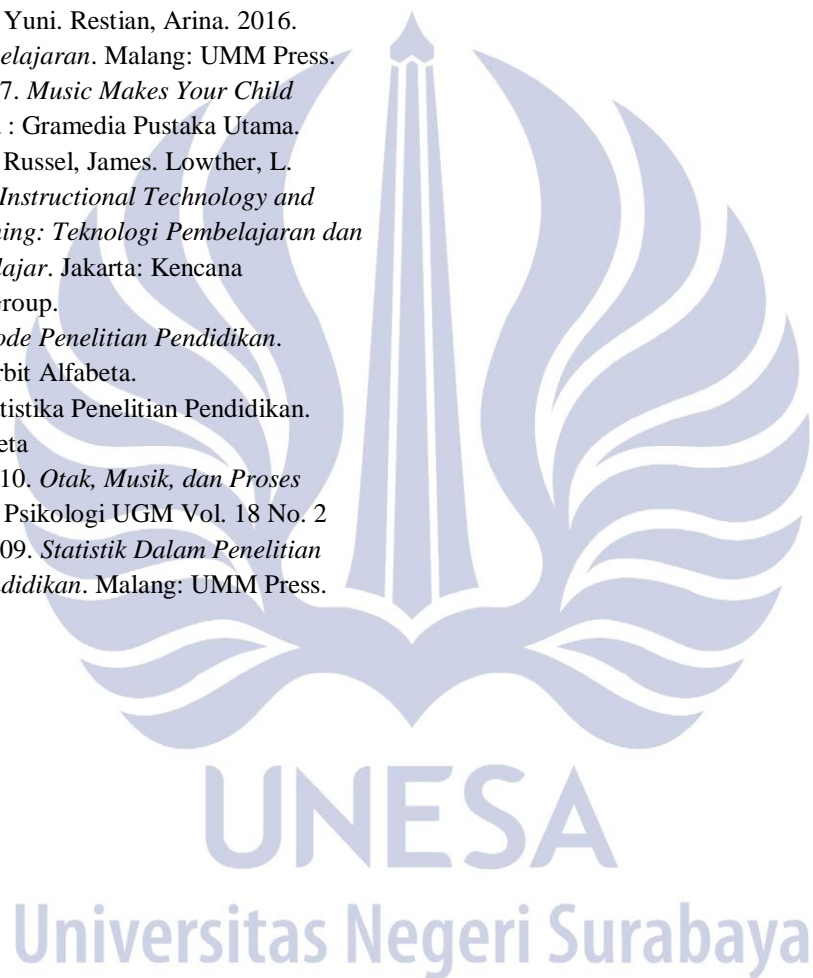 Yuni. Restian, Arina. 2016.
elajaran. Malang: UMM Press.
7. Music Makes Your Child
: Gramedia Pustaka Utama.
Russel, James. Lowther, L.
Instructional Technology and
ning: Teknologi Pembelajaran dan
lajar. Jakarta: Kencana
Group.
ode Penelitian Pendidikan.
rbit Alfabeta.
tistika Penelitian Pendidikan.
eta
10. Otak, Musik, dan Proses
Psikologi UGM Vol. 18 No. 2
09. Statistik Dalam Penelitian
ndidikan. Malang: UMM Press.
UNESA
Universitas Negeri Surabaya